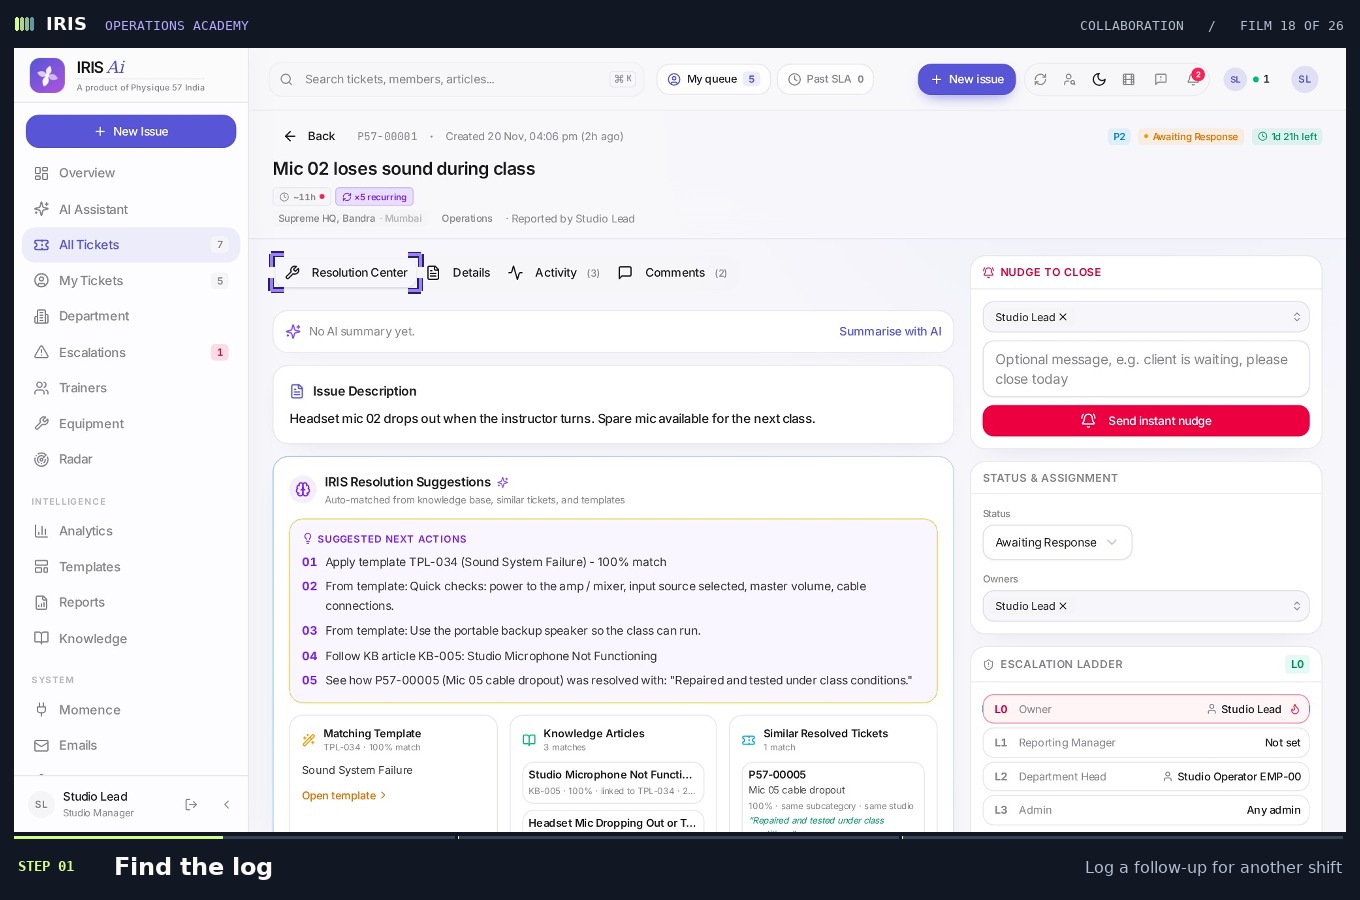 IRIS OPERATIONS ACADEMY
COLLABORATION / FILM 18 OF 26
IRIS Ai
A product of Physique 57 India
Search tickets, members, articles...
⌘ K
My queue 5
Past SLA 0
+ New issue
2
SL
1
SL
+ New Issue
Overview
AI Assistant
All Tickets 7
My Tickets 5
Department
Escalations 1
Trainers
Equipment
Radar
INTELLIGENCE
Analytics
Templates
Reports
Knowledge
SYSTEM
Momence
Emails
SL
Studio Lead
Studio Manager
Back P57-00001 · Created 20 Nov, 04:06 pm (2h ago)
P2
Awaiting Response
1d 21h left
Mic 02 loses sound during class
~11h
×5 recurring
Supreme HQ, Bandra · Mumbai Operations · Reported by Studio Lead
Resolution Center
Details
Activity (3)
Comments (2)
No AI summary yet.
Summarise with AI
Issue Description
Headset mic 02 drops out when the instructor turns. Spare mic available for the next class.
IRIS Resolution Suggestions
Auto-matched from knowledge base, similar tickets, and templates
SUGGESTED NEXT ACTIONS
01 Apply template TPL-034 (Sound System Failure) - 100% match
02 From template: Quick checks: power to the amp / mixer, input source selected, master volume, cable
connections.
03 From template: Use the portable backup speaker so the class can run.
04 Follow KB article KB-005: Studio Microphone Not Functioning
05 See how P57-00005 (Mic 05 cable dropout) was resolved with: "Repaired and tested under class conditions."
Matching Template
TPL-034 · 100% match
Sound System Failure
Open template
Knowledge Articles
3 matches
Studio Microphone Not Functi...
KB-005 · 100% · linked to TPL-034 · 2...
Headset Mic Dropping Out or T...
Similar Resolved Tickets
1 match
P57-00005
Mic 05 cable dropout
100% · same subcategory · same studio
"Repaired and tested under class
NUDGE TO CLOSE
Studio Lead ×
Optional message, e.g. client is waiting, please
close today
Send instant nudge
STATUS & ASSIGNMENT
Status
Awaiting Response
Owners
Studio Lead ×
ESCALATION LADDER L0
L0 Owner Studio Lead
L1 Reporting Manager Not set
L2 Department Head Studio Operator EMP-00
L3 Admin Any admin
STEP 01 Find the log
Log a follow-up for another shift